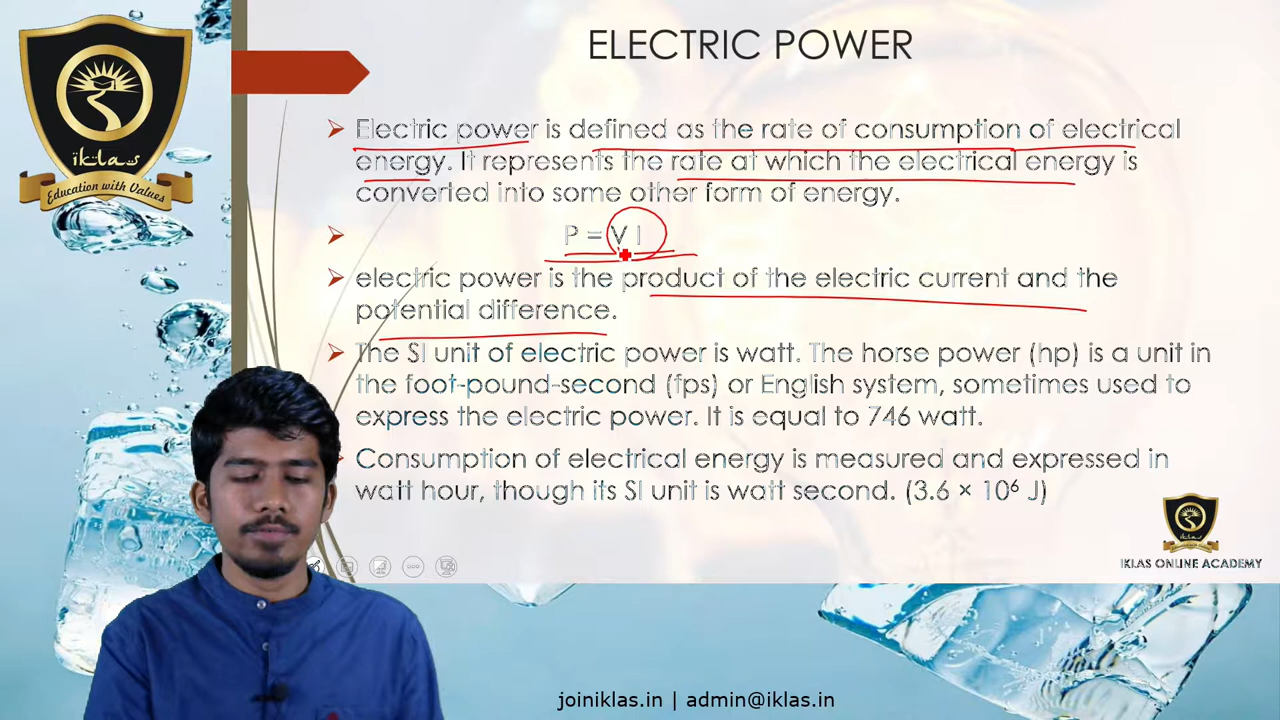 ELECTRIC POWER
iklas
Education with Values
Electric power is defined as the rate of consumption of electrical
energy. It represents the rate at which the electrical energy is
converted into some other form of energy.
P = V I
electric power is the product of the electric current and the
potential difference.
The SI unit of electric power is watt. The horse power (hp) is a unit in
the foot-pound-second (fps) or English system, sometimes used to
express the electric power. It is equal to 746 watt.
Consumption of electrical energy is measured and expressed in
watt hour, though its SI unit is watt second. (3.6 × 10⁶ J)
IKLAS ONLINE ACADEMY
joiniklas.in | admin@iklas.in